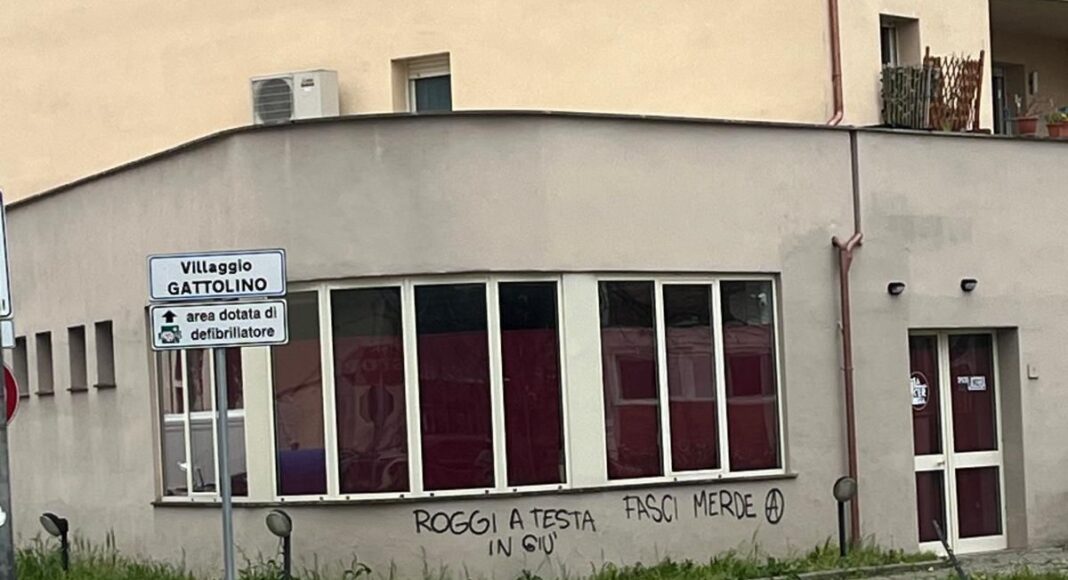 Villaggio
GATTOLINO
area dotata di
defibrillatore
ROGGI A TESTA
IN GIU'
FASCI MERDE Ⓐ